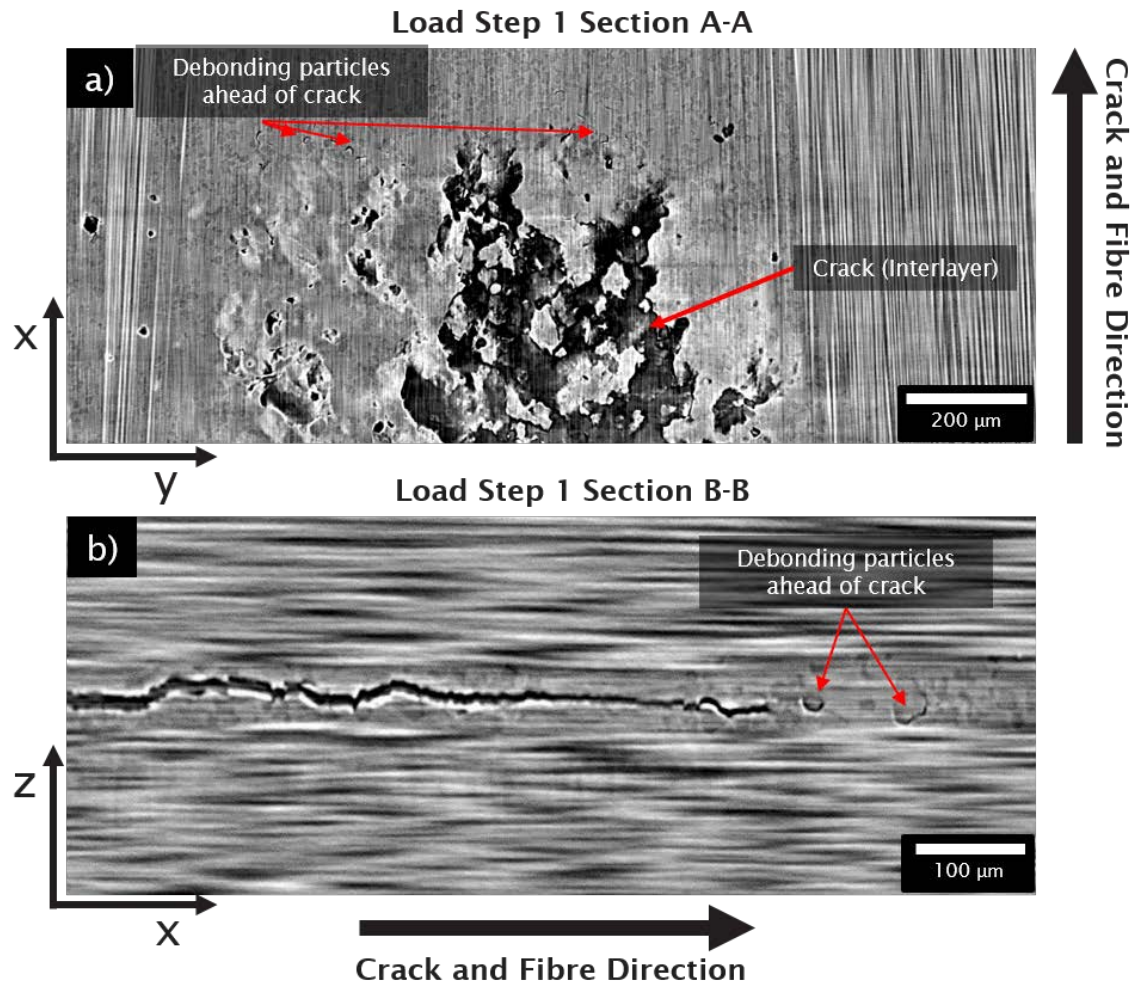 Load Step 1 Section A-A
a)
Debonding particles
ahead of crack
Crack (Interlayer)
200 µm
x
y
Crack and Fibre Direction
Load Step 1 Section B-B
b)
Debonding particles
ahead of crack
100 µm
z
x
Crack and Fibre Direction